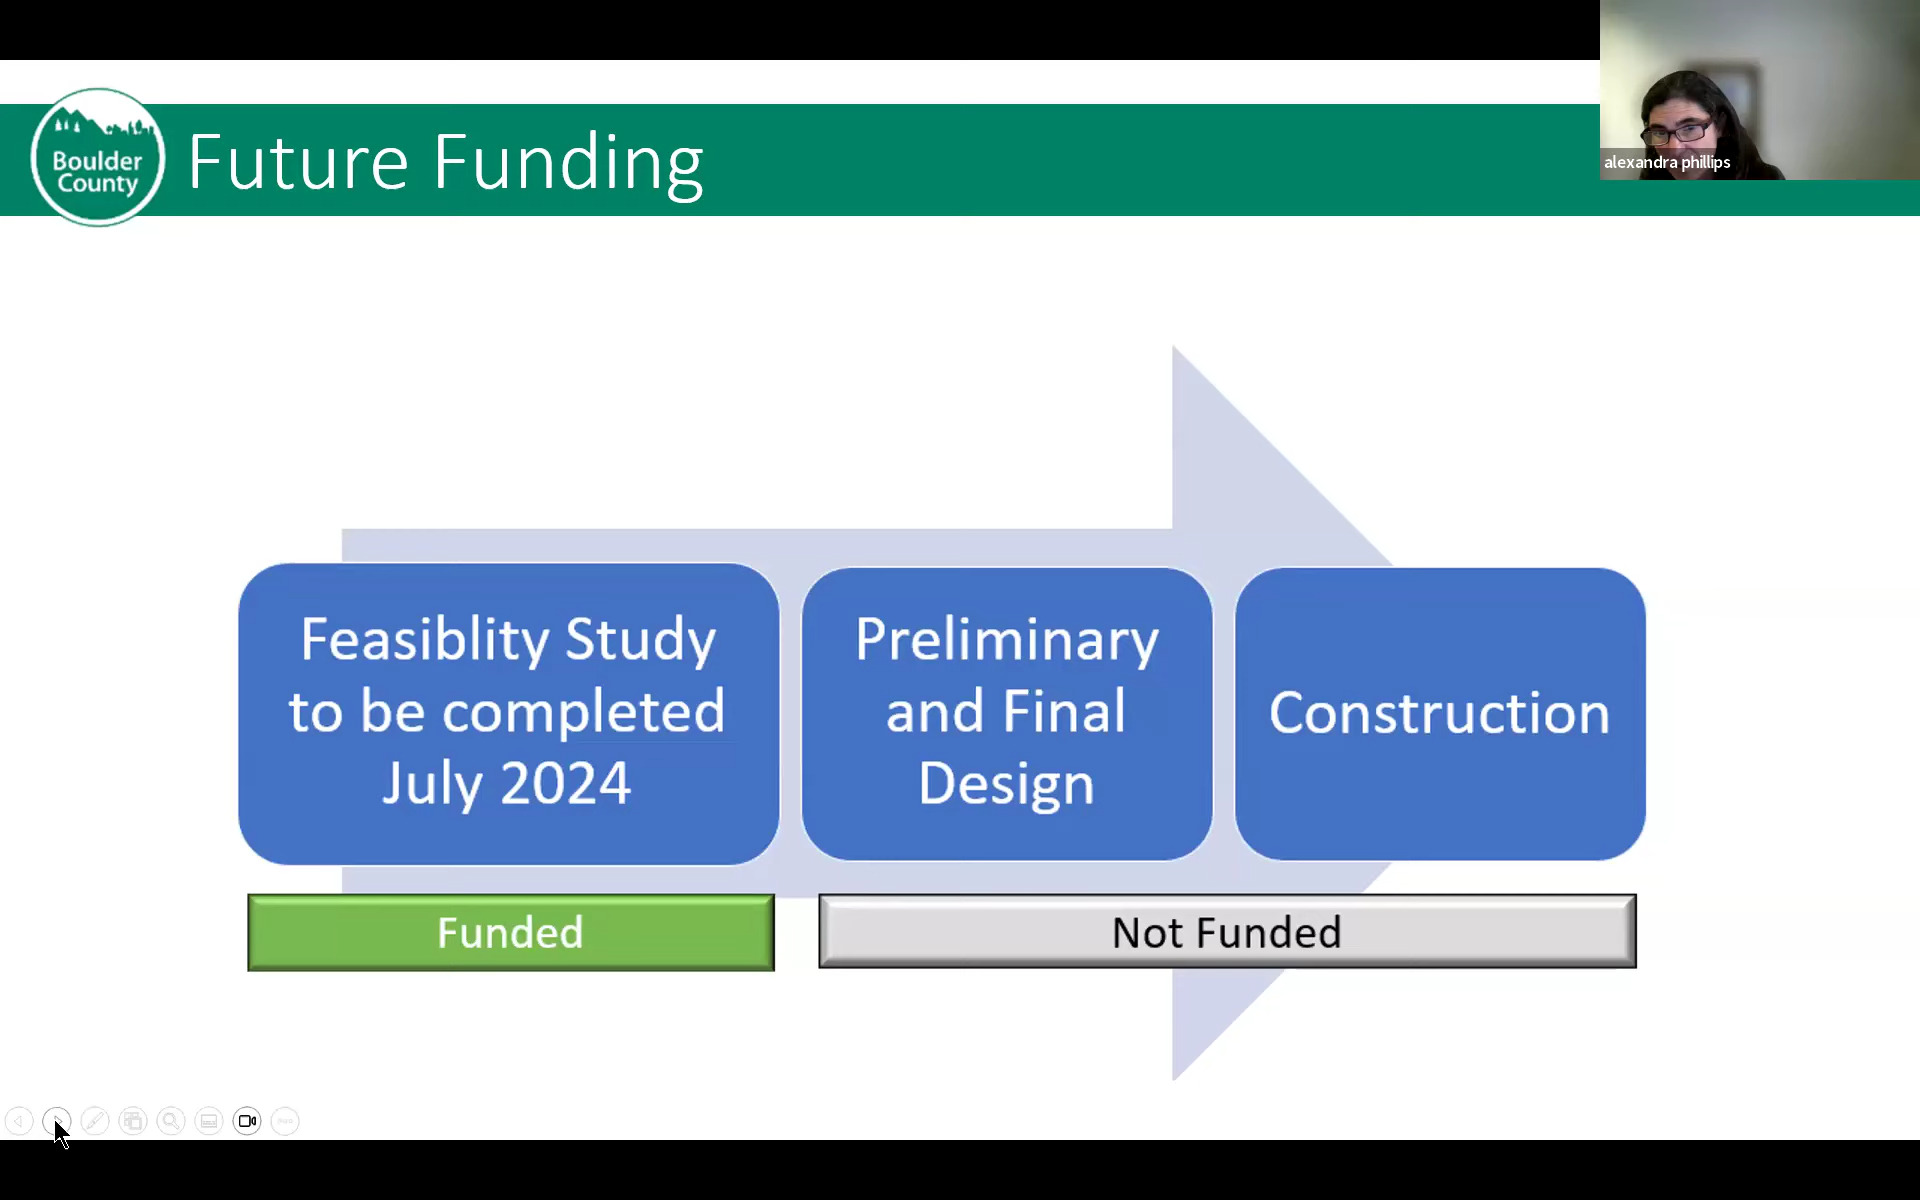 Boulder
County
Future Funding
alexandra phillips
Feasiblity Study
to be completed
July 2024
Preliminary
and Final
Design
Construction
Funded
Not Funded